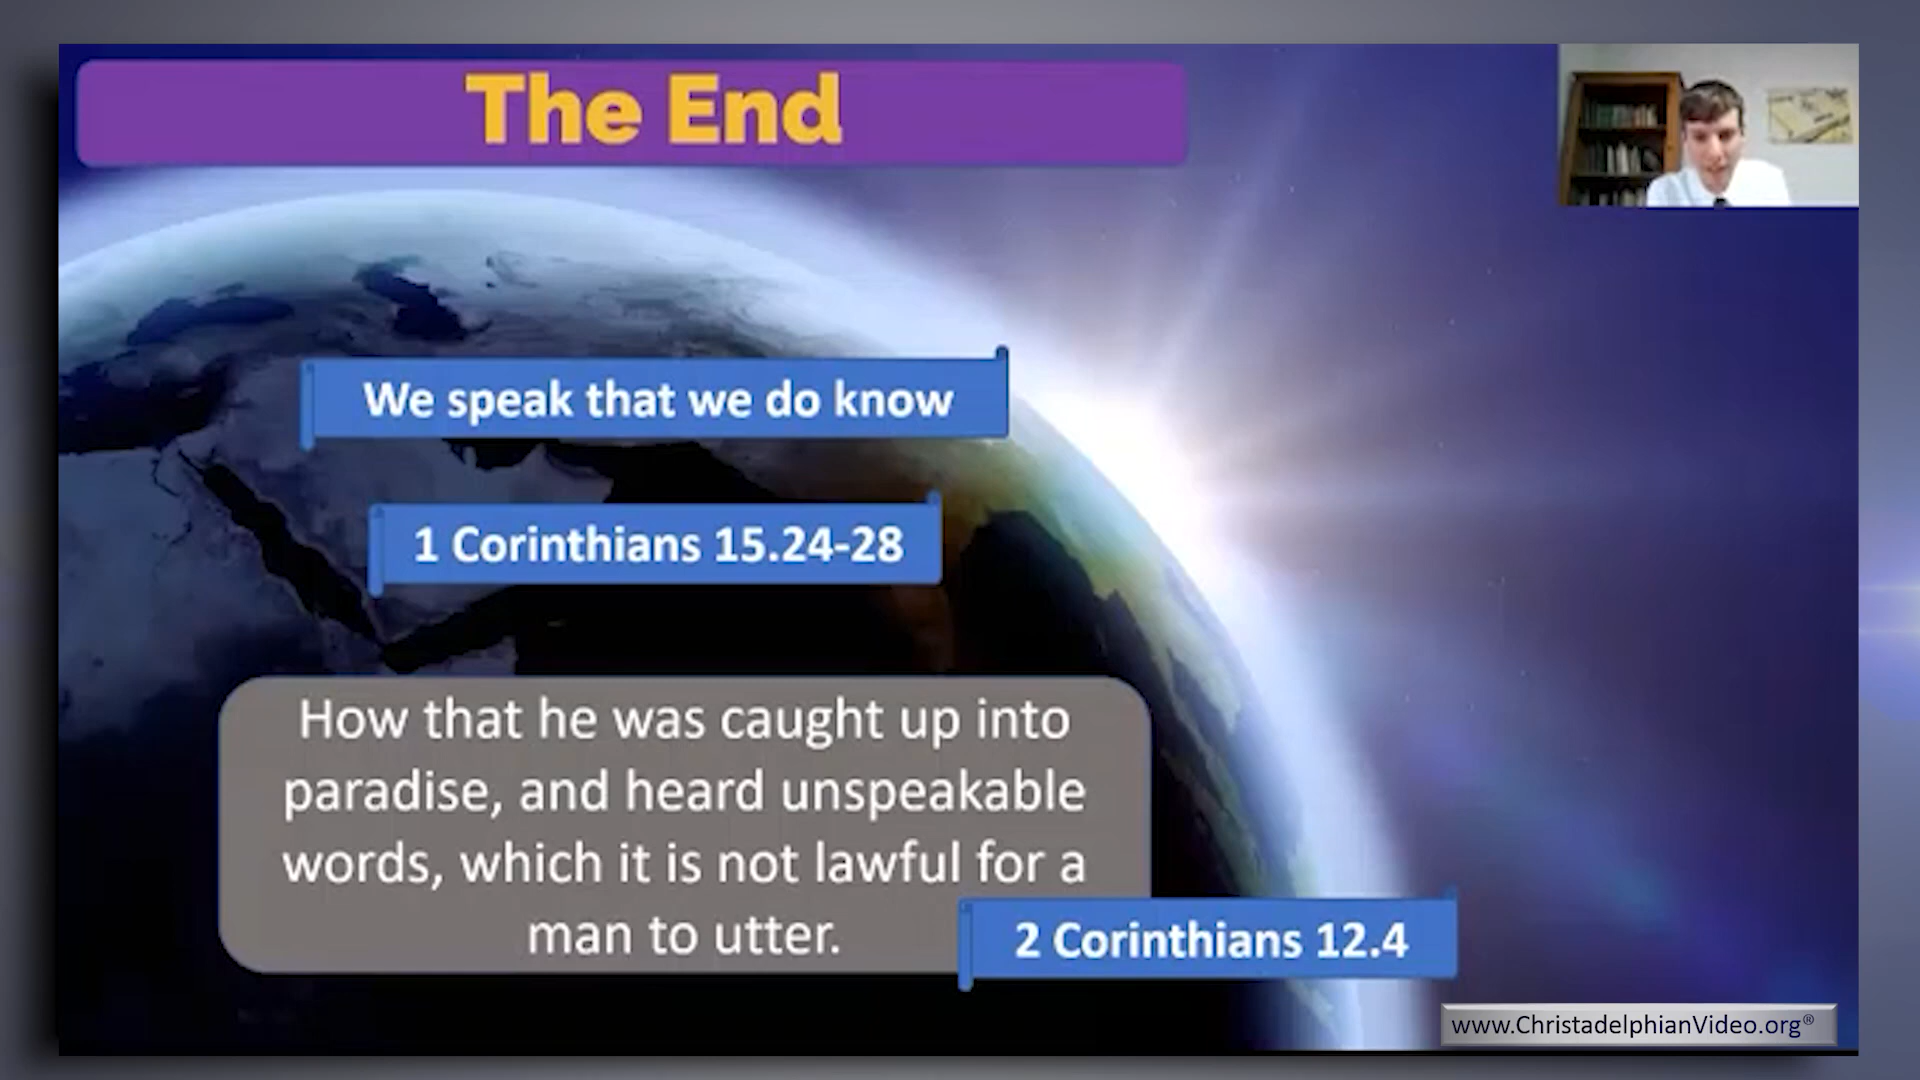 The End
We speak that we do know
1 Corinthians 15.24-28
How that he was caught up into
paradise, and heard unspeakable
words, which it is not lawful for a
man to utter.
2 Corinthians 12.4
www.ChristadelphianVideo.org®